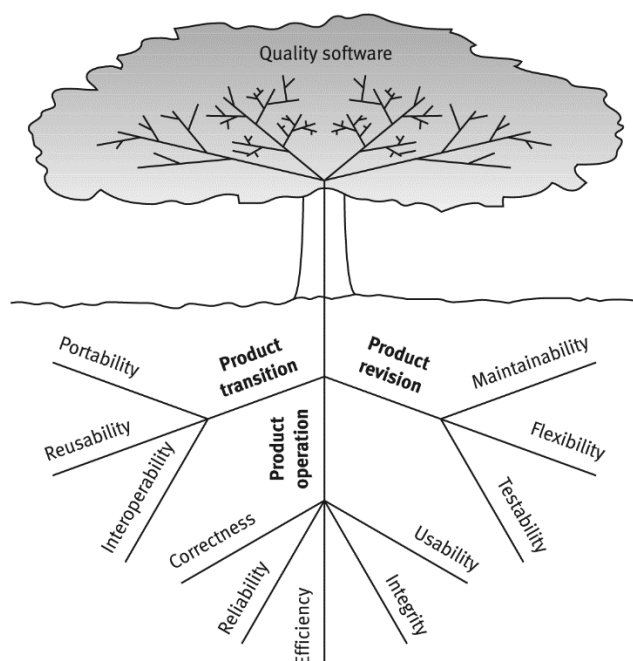 Quality software
Product
transition
Product
revision
Portability
Maintainability
Reusability
Flexibility
Interoperability
Product
operation
Testability
Correctness
Usability
Reliability
Efficiency
Integrity